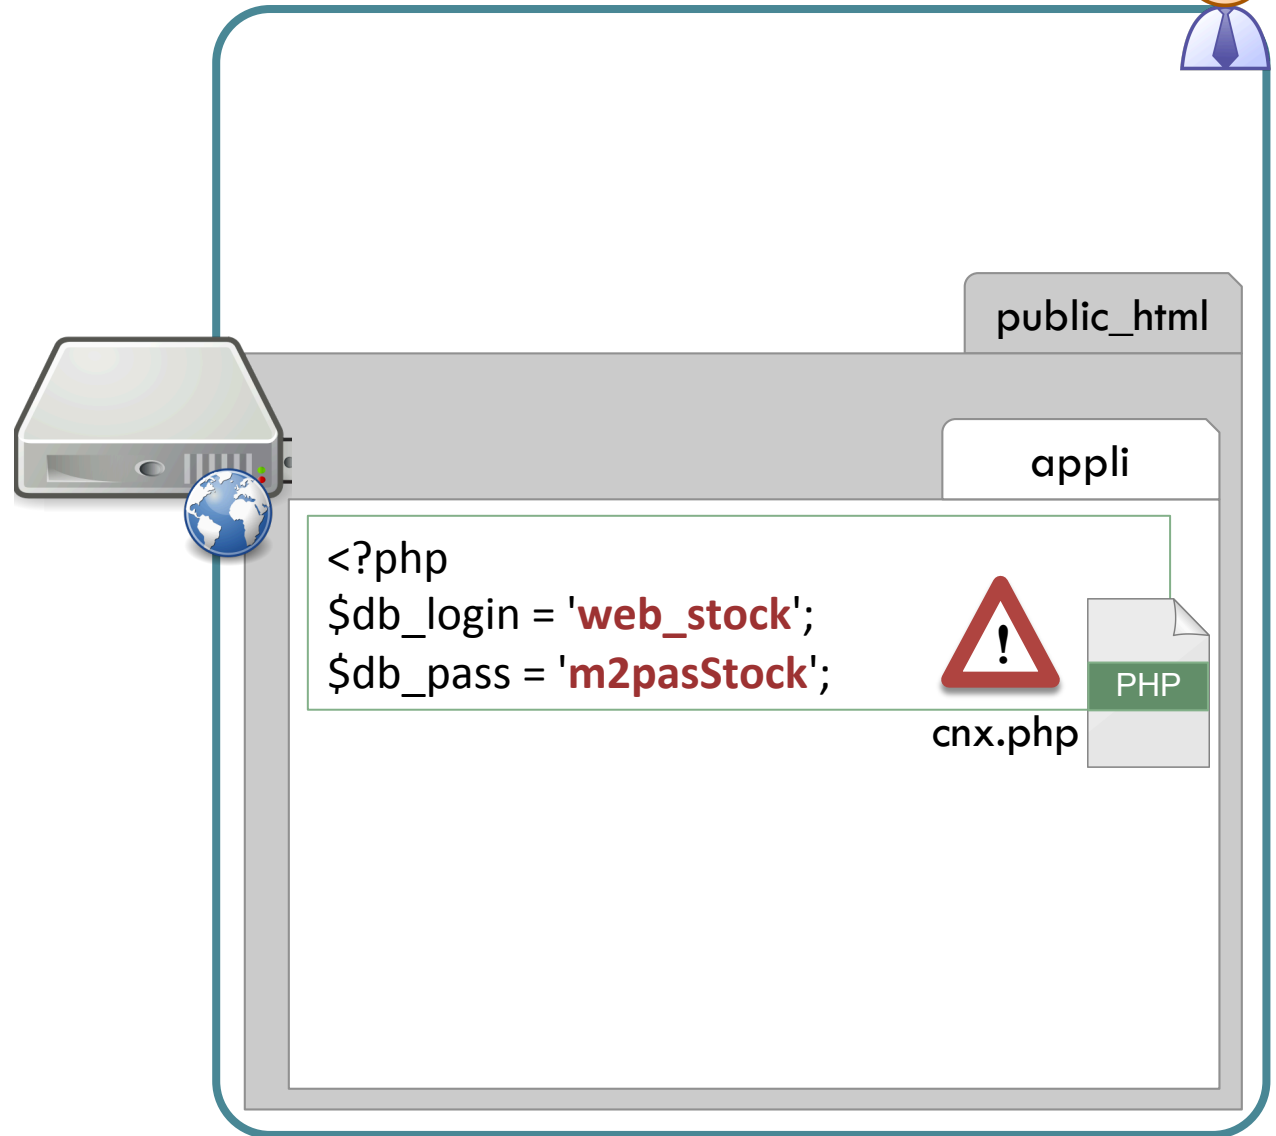 public_html
appli
<?php
$db_login = 'web_stock';
$db_pass = 'm2pasStock';
!
PHP
cnx.php